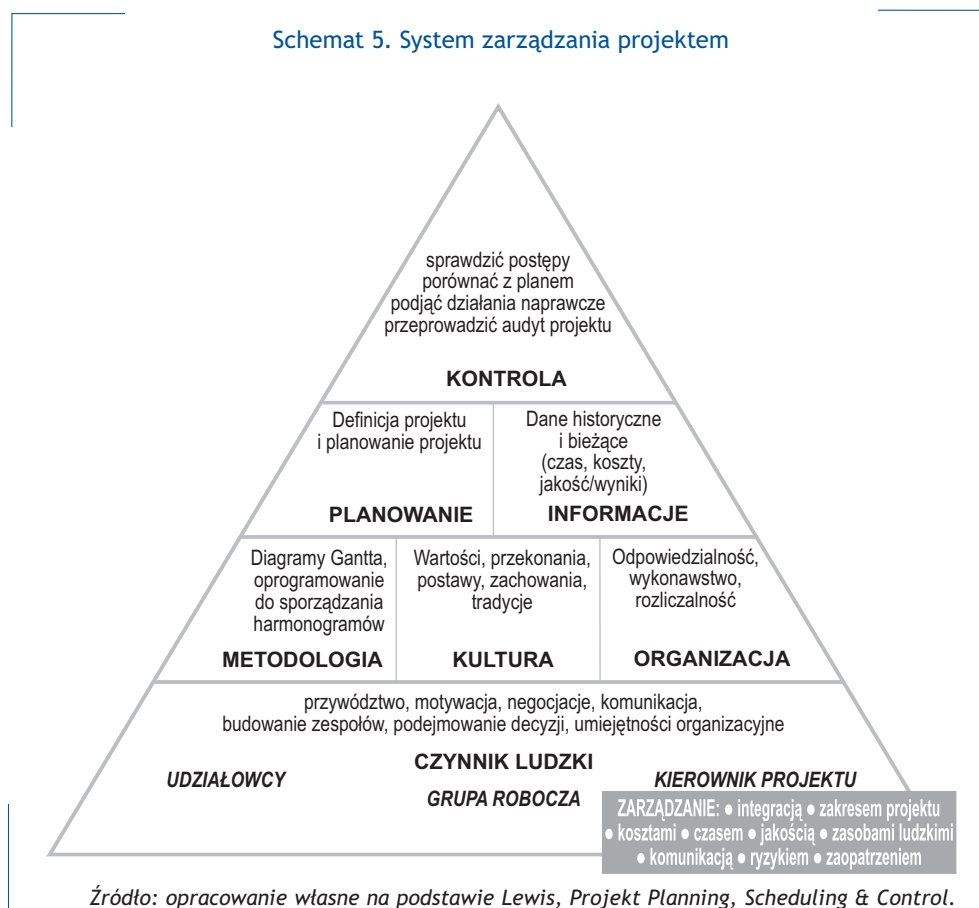 Schemat 5. System zarządzania projektem
sprawdzić postępy
porównać z planem
podjąć działania naprawcze
przeprowadzić audyt projektu
KONTROLA
Definicja projektu
i planowanie projektu
PLANOWANIE
Dane historyczne
i bieżące
(czas, koszty,
jakość/wyniki)
INFORMACJE
Diagramy Gantta,
oprogramowanie
do sporządzania
harmonogramów
METODOLOGIA
Wartości, przekonania,
postawy, zachowania,
tradycje
KULTURA
Odpowiedzialność,
wykonawstwo,
rozliczalność
ORGANIZACJA
przywództwo, motywacja, negocjacje, komunikacja,
budowanie zespołów, podejmowanie decyzji, umiejętności organizacyjne
CZYNNIK LUDZKI
UDZIAŁOWCY
GRUPA ROBOCZA
KIEROWNIK PROJEKTU
ZARZĄDZANIE: ● integracją ● zakresem projektu
● kosztami ● czasem ● jakością ● zasobami ludzkimi
● komunikacją ● ryzykiem ● zaopatrzeniem
Źródło: opracowanie własne na podstawie Lewis, Projekt Planning, Scheduling & Control.